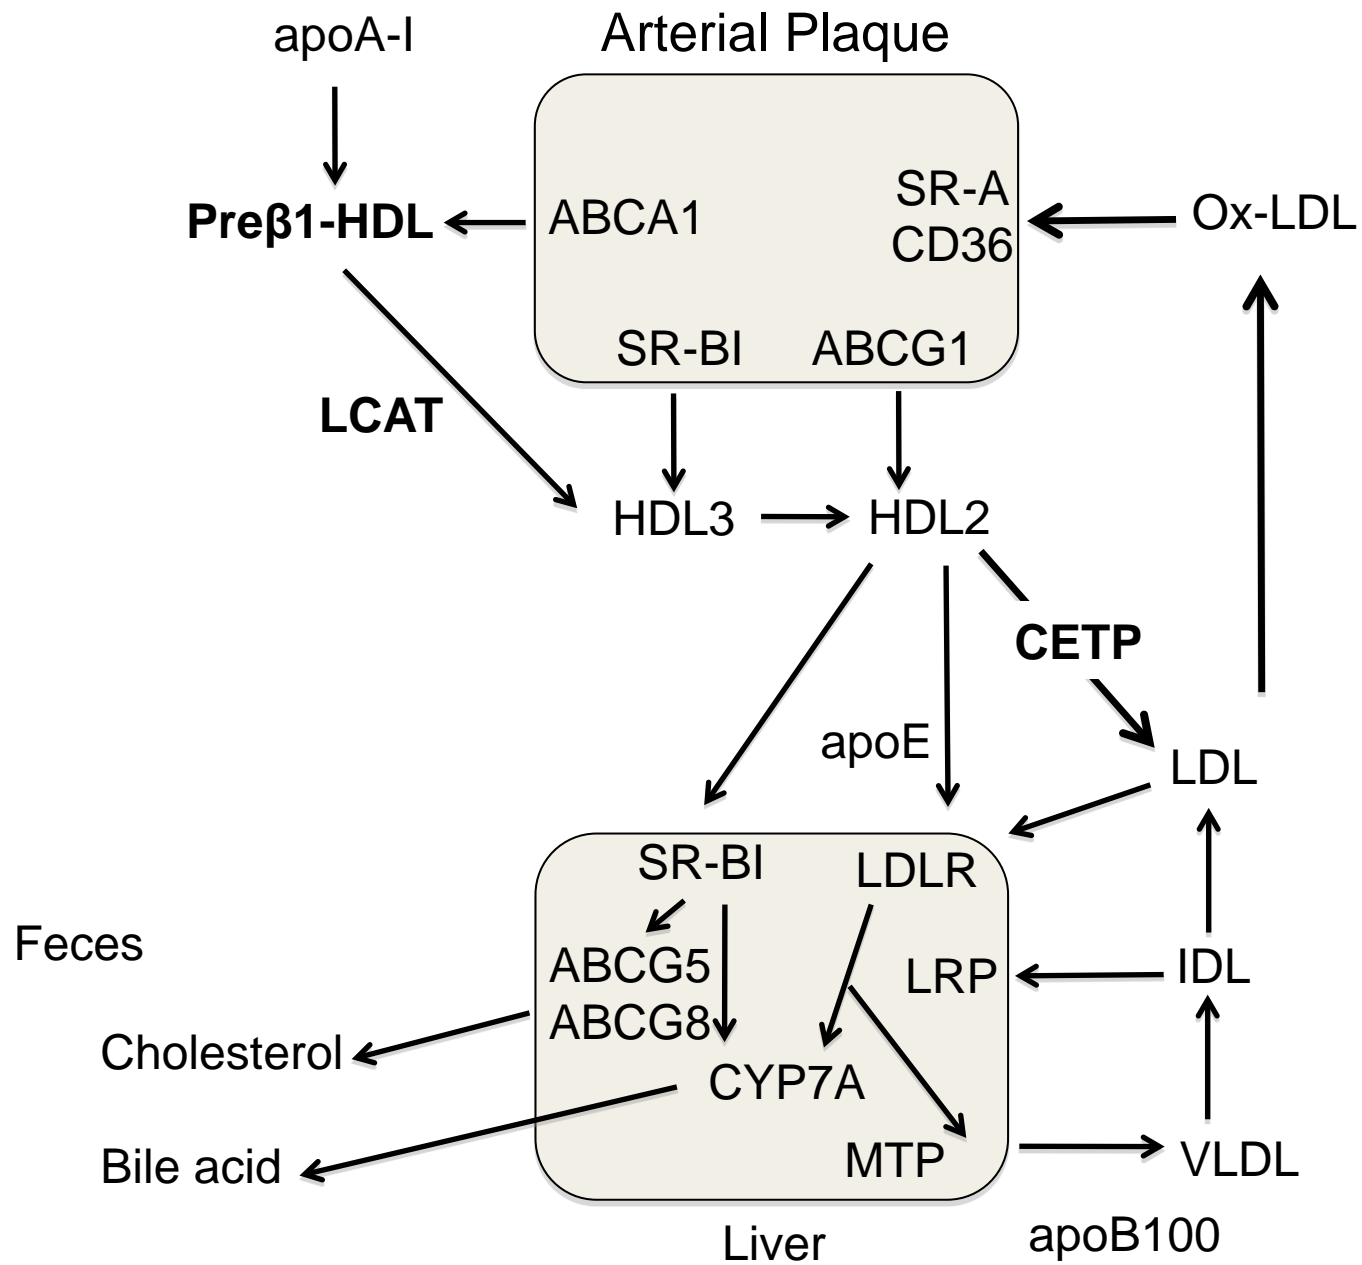 apoA-I
Arterial Plaque
SR-A
Preβ1-HDL
ABCA1
CD36
Ox-LDL
SR-BI
ABCG1
LCAT
HDL3
HDL2
CETP
apoE
LDL
SR-BI
LDLR
Feces
ABCG5
LRP
IDL
ABCG8
Cholesterol
CYP7A
Bile acid
MTP
VLDL
Liver
apoB100